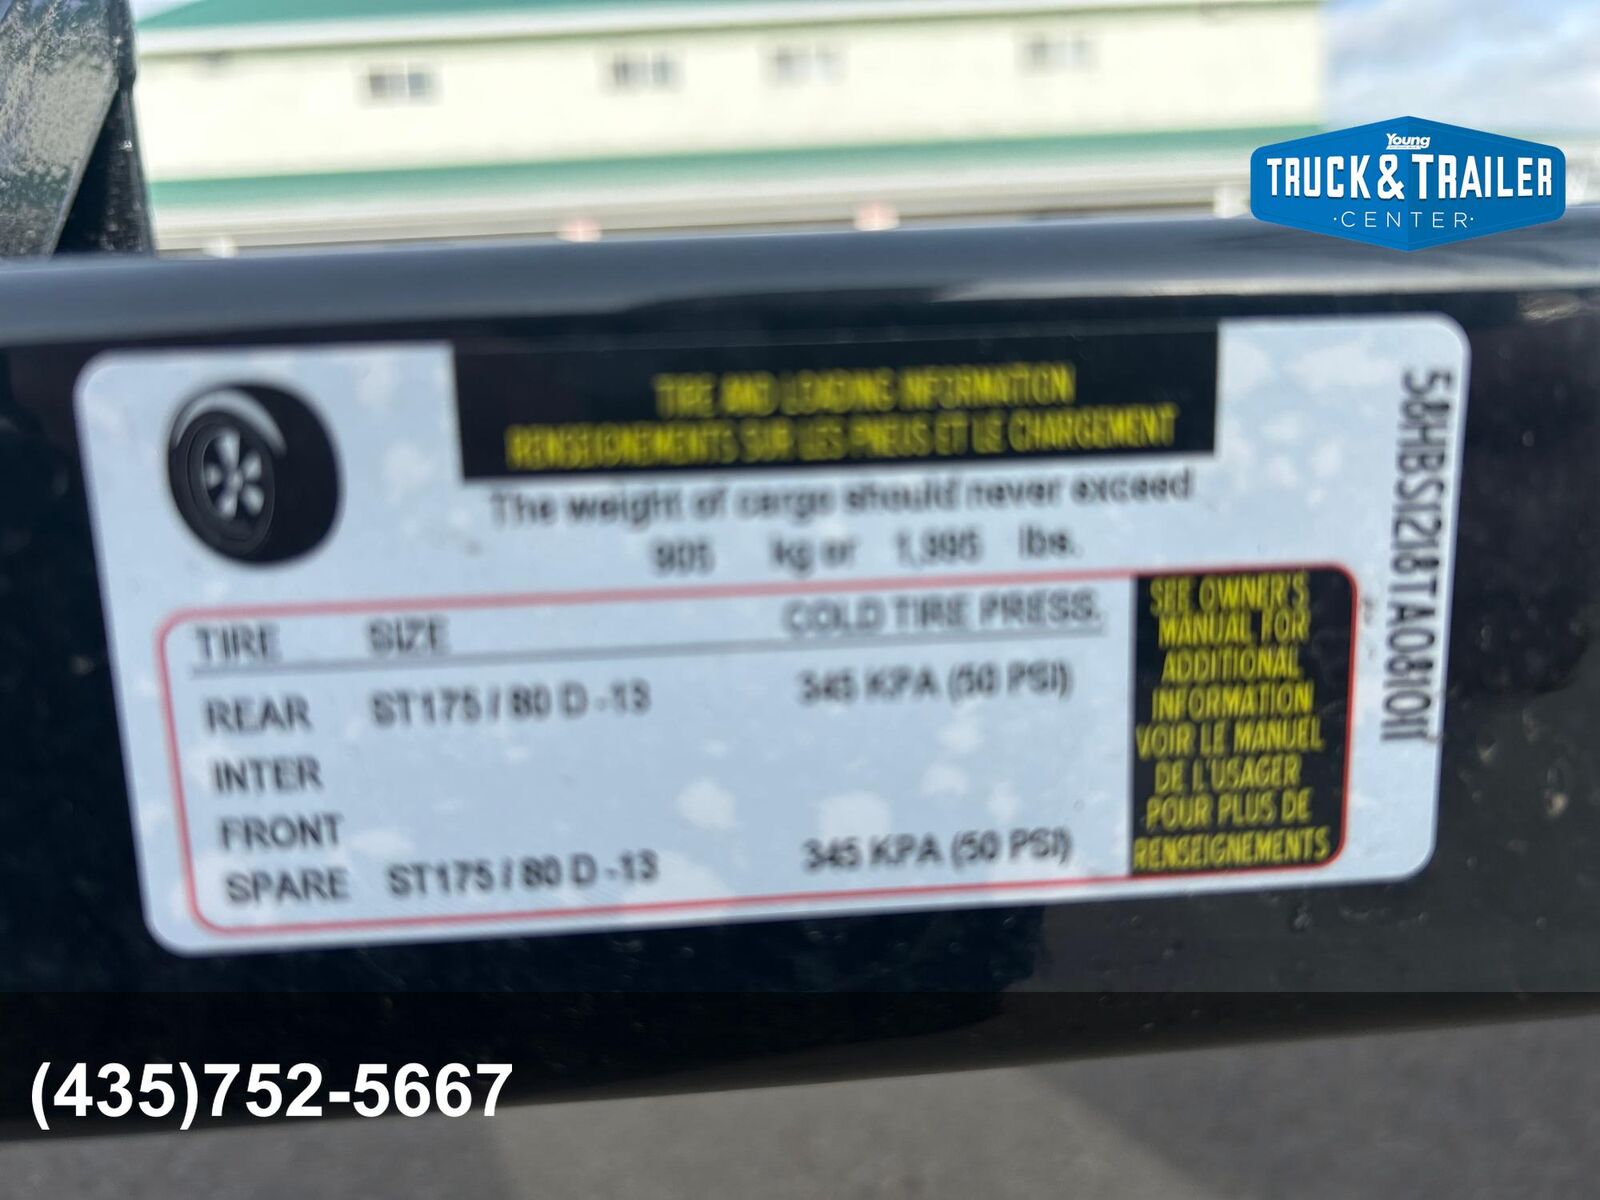 Young
TRUCK & TRAILER
·CENTER·
TIRE AND LOADING INFORMATION
RENSEIGNEMENTS SUR LES PNEUS ET LE CHARGEMENT
The weight of cargo should never exceed
905 kg or 1,995 lbs.
TIRE SIZE COLD TIRE PRESS.
REAR ST175 / 80 D -13 345 KPA (50 PSI)
INTER
FRONT
SPARE ST175 / 80 D -13 345 KPA (50 PSI)
SEE OWNER'S
MANUAL FOR
ADDITIONAL
INFORMATION
VOIR LE MANUEL
DE L'USAGER
POUR PLUS DE
RENSEIGNEMENTS
58HBS1218TA081011
(435)752-5667